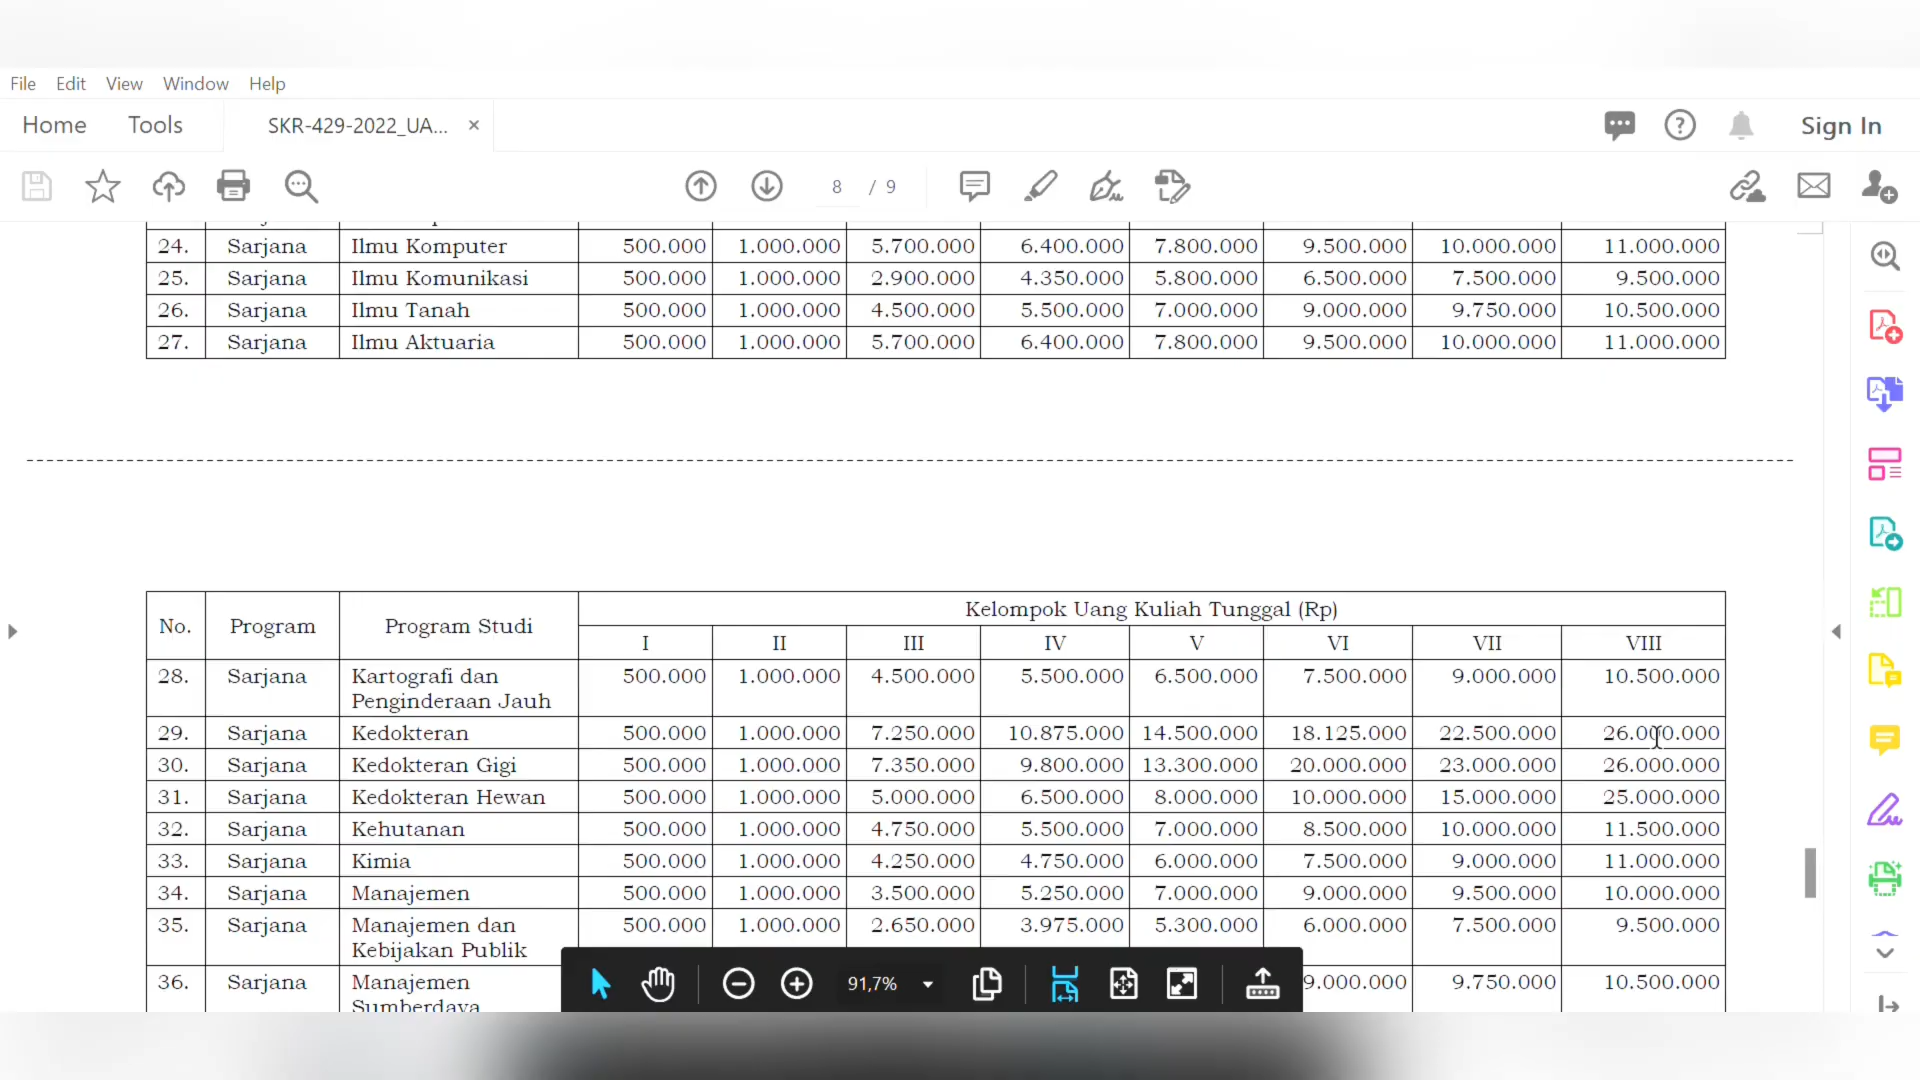 File Edit View Window Help
Home Tools SKR-429-2022_UA... × Sign In
8 / 9
24. Sarjana Ilmu Komputer 500.000 1.000.000 5.700.000 6.400.000 7.800.000 9.500.000 10.000.000 11.000.000
25. Sarjana Ilmu Komunikasi 500.000 1.000.000 2.900.000 4.350.000 5.800.000 6.500.000 7.500.000 9.500.000
26. Sarjana Ilmu Tanah 500.000 1.000.000 4.500.000 5.500.000 7.000.000 9.000.000 9.750.000 10.500.000
27. Sarjana Ilmu Aktuaria 500.000 1.000.000 5.700.000 6.400.000 7.800.000 9.500.000 10.000.000 11.000.000
No. Program Program Studi Kelompok Uang Kuliah Tunggal (Rp)
I II III IV V VI VII VIII
28. Sarjana Kartografi dan 500.000 1.000.000 4.500.000 5.500.000 6.500.000 7.500.000 9.000.000 10.500.000
Penginderaan Jauh
29. Sarjana Kedokteran 500.000 1.000.000 7.250.000 10.875.000 14.500.000 18.125.000 22.500.000 26.000.000
30. Sarjana Kedokteran Gigi 500.000 1.000.000 7.350.000 9.800.000 13.300.000 20.000.000 23.000.000 26.000.000
31. Sarjana Kedokteran Hewan 500.000 1.000.000 5.000.000 6.500.000 8.000.000 10.000.000 15.000.000 25.000.000
32. Sarjana Kehutanan 500.000 1.000.000 4.750.000 5.500.000 7.000.000 8.500.000 10.000.000 11.500.000
33. Sarjana Kimia 500.000 1.000.000 4.250.000 4.750.000 6.000.000 7.500.000 9.000.000 11.000.000
34. Sarjana Manajemen 500.000 1.000.000 3.500.000 5.250.000 7.000.000 9.000.000 9.500.000 10.000.000
35. Sarjana Manajemen dan 500.000 1.000.000 2.650.000 3.975.000 5.300.000 6.000.000 7.500.000 9.500.000
Kebijakan Publik
36. Sarjana Manajemen 9.000.000 9.750.000 10.500.000
Sumberdaya
91,7%